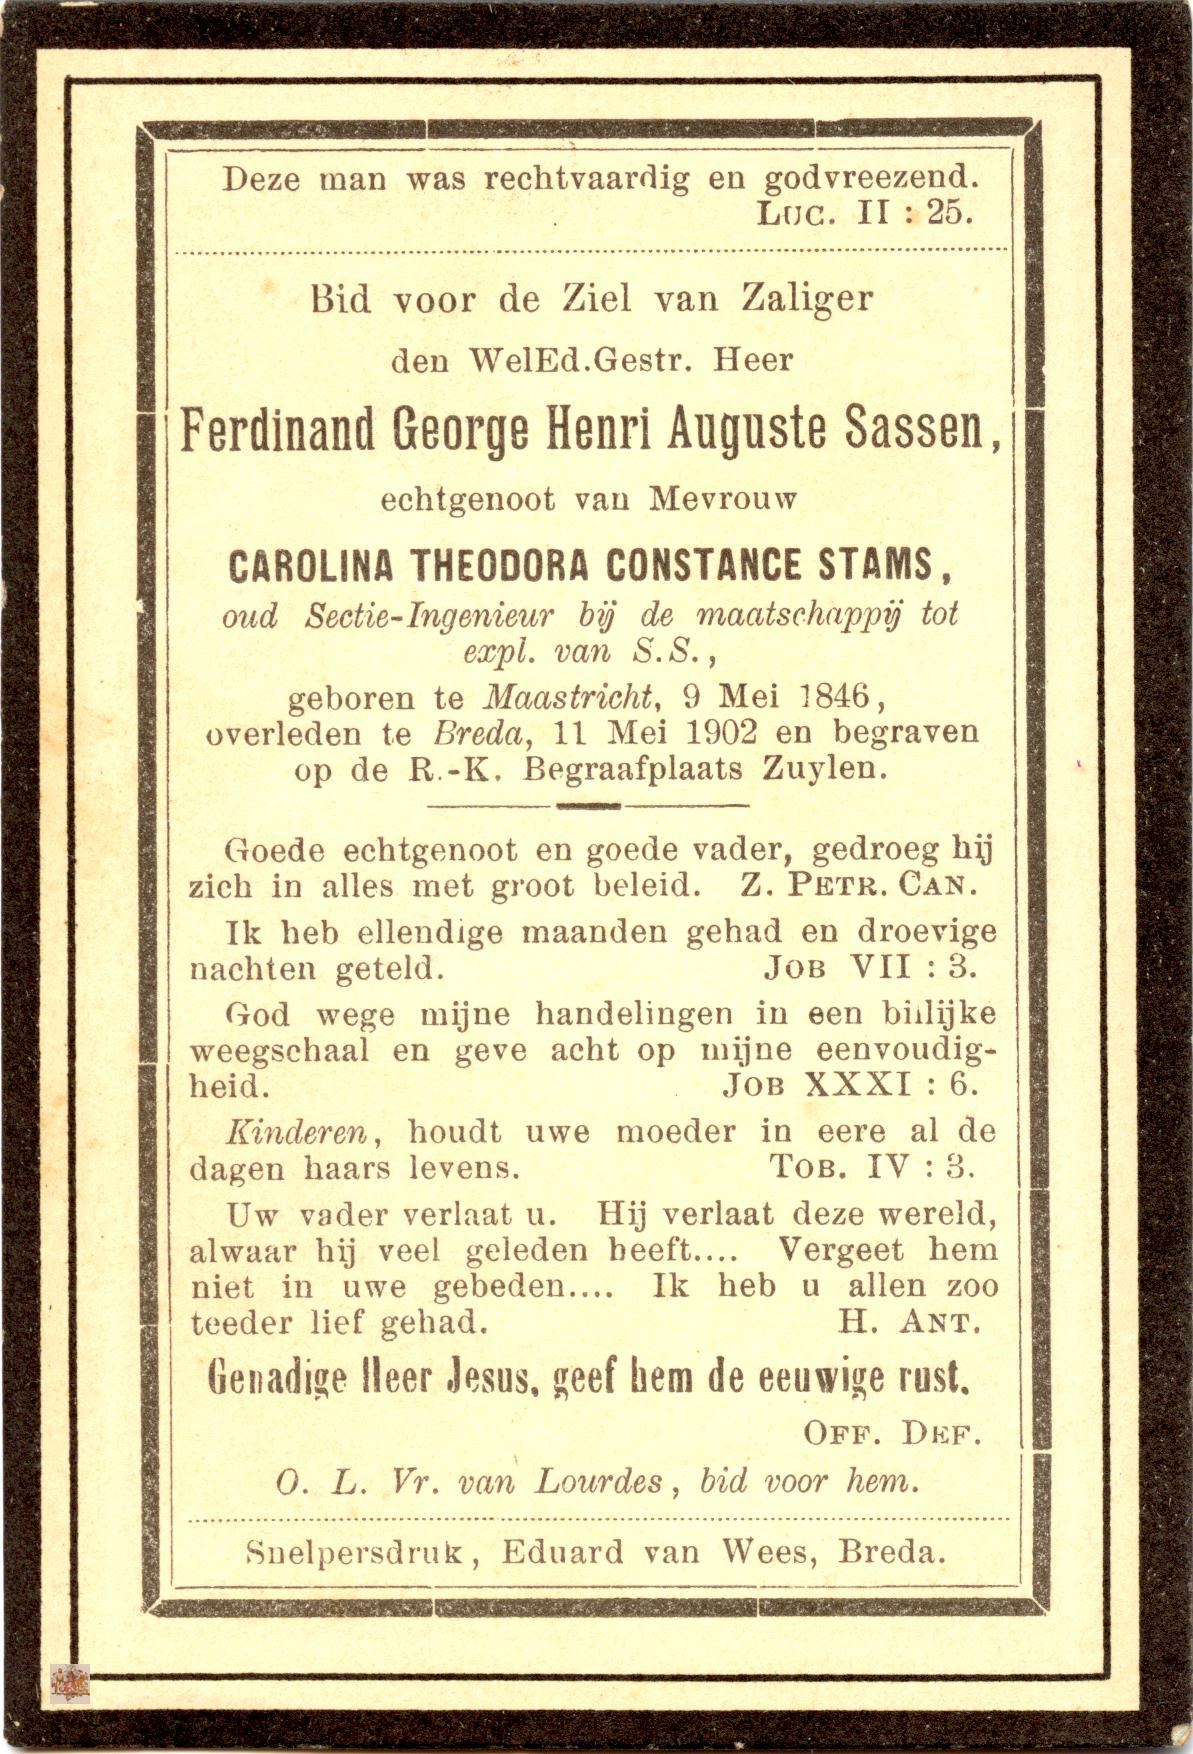 Deze man was rechtvaardig en godvreezend.
Luc. II : 25.
Bid voor de Ziel van Zaliger
den WelEd.Gestr. Heer
Ferdinand George Henri Auguste Sassen,
echtgenoot van Mevrouw
CAROLINA THEODORA CONSTANCE STAMS,
oud Sectie-Ingenieur bij de maatschappij tot
expl. van S.S.,
geboren te Maastricht, 9 Mei 1846,
overleden te Breda, 11 Mei 1902 en begraven
op de R.-K. Begraafplaats Zuylen.
Goede echtgenoot en goede vader, gedroeg hij
zich in alles met groot beleid. Z. Petr. Can.
Ik heb ellendige maanden gehad en droevige
nachten geteld. Job VII : 3.
God wege mijne handelingen in een billijke
weegschaal en geve acht op mijne eenvoudig-
heid. Job XXXI : 6.
Kinderen, houdt uwe moeder in eere al de
dagen haars levens. Tob. IV : 3.
Uw vader verlaat u. Hij verlaat deze wereld,
alwaar hij veel geleden heeft.... Vergeet hem
niet in uwe gebeden.... Ik heb u allen zoo
teeder lief gehad. H. Ant.
Genadige Heer Jesus, geef hem de eeuwige rust.
Off. Def.
O. L. Vr. van Lourdes, bid voor hem.
Snelpersdruk, Eduard van Wees, Breda.